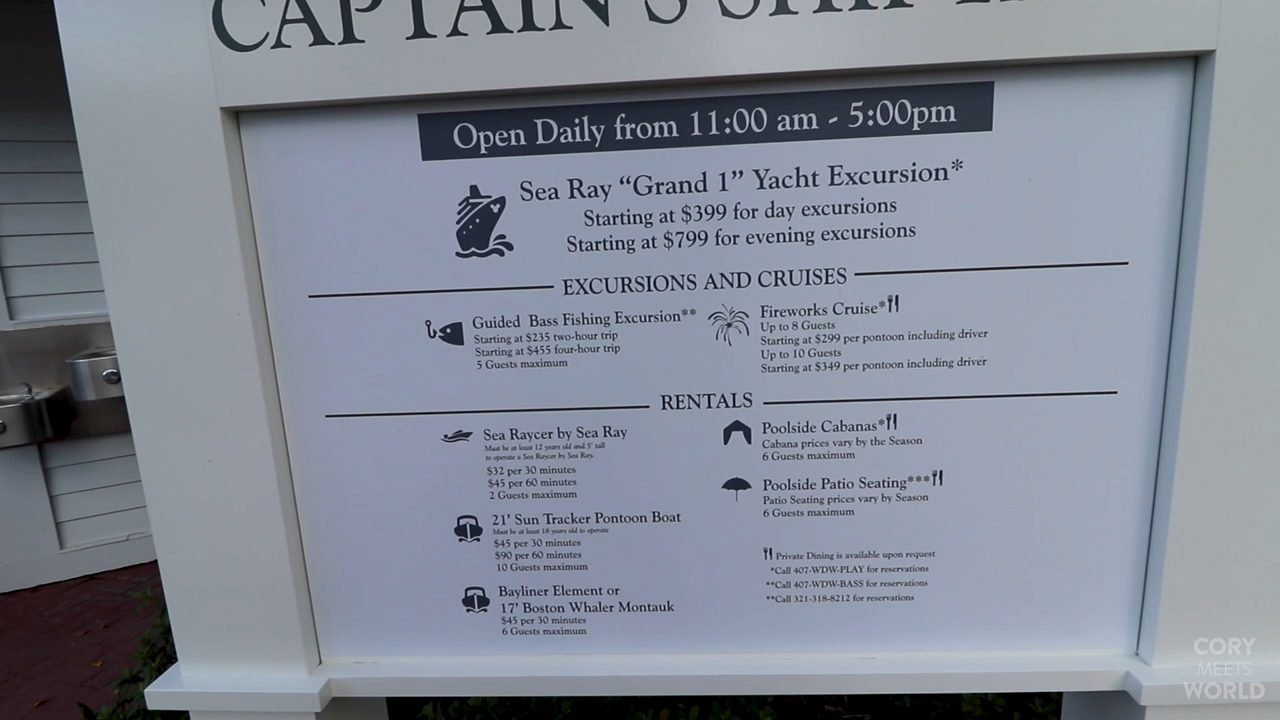 CAPTAIN'S
Open Daily from 11:00 am - 5:00pm
Sea Ray “Grand 1” Yacht Excursion*
Starting at $399 for day excursions
Starting at $799 for evening excursions
EXCURSIONS AND CRUISES
Guided Bass Fishing Excursion**
Starting at $235 two-hour trip
Starting at $455 four-hour trip
5 Guests maximum
Fireworks Cruise*
Up to 8 Guests
Starting at $299 per pontoon including driver
Up to 10 Guests
Starting at $349 per pontoon including driver
RENTALS
Sea Raycer by Sea Ray
Must be at least 12 years old and 5' tall
to operate a Sea Raycer by Sea Ray.
$32 per 30 minutes
$45 per 60 minutes
2 Guests maximum
21' Sun Tracker Pontoon Boat
Must be at least 18 years old to operate
$45 per 30 minutes
$90 per 60 minutes
10 Guests maximum
Bayliner Element or
17' Boston Whaler Montauk
$45 per 30 minutes
6 Guests maximum
Poolside Cabanas*
Cabana prices vary by the Season
6 Guests maximum
Poolside Patio Seating***
Patio Seating prices vary by Season
6 Guests maximum
Private Dining is available upon request
*Call 407-WDW-PLAY for reservations
**Call 407-WDW-BASS for reservations
**Call 321-318-8212 for reservations
CORY
MEETS
WORLD